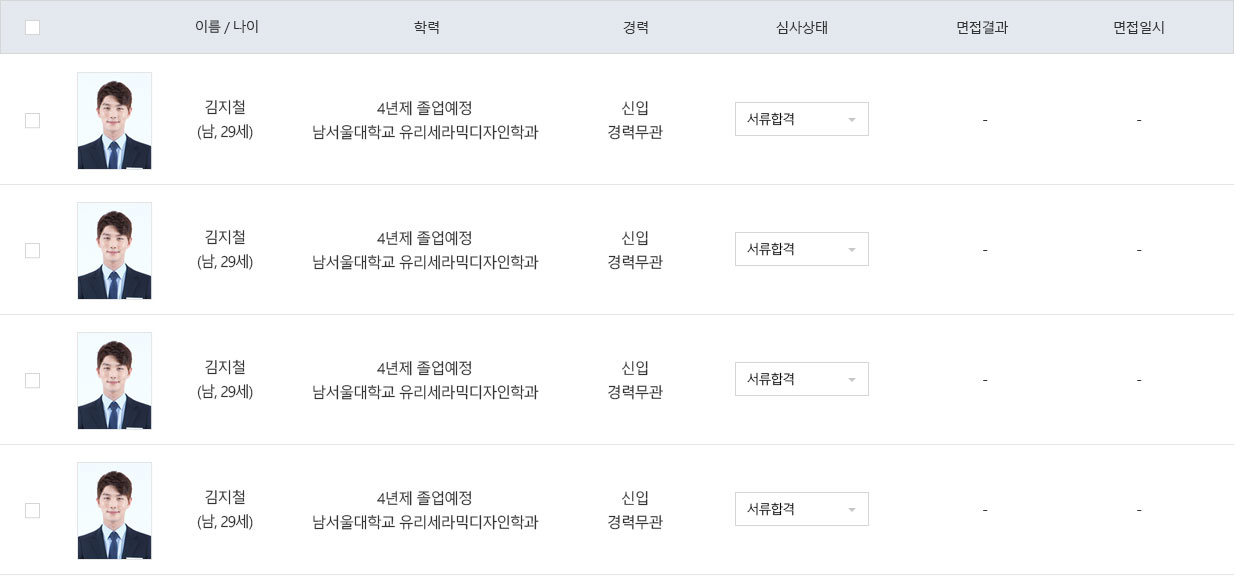 이름 / 나이 학력 경력 심사상태 면접결과 면접일시
김지철 4년제 졸업예정 신입 서류합격 - -
(남, 29세) 남서울대학교 유리세라믹디자인학과 경력무관
김지철 4년제 졸업예정 신입 서류합격 - -
(남, 29세) 남서울대학교 유리세라믹디자인학과 경력무관
김지철 4년제 졸업예정 신입 서류합격 - -
(남, 29세) 남서울대학교 유리세라믹디자인학과 경력무관
김지철 4년제 졸업예정 신입 서류합격 - -
(남, 29세) 남서울대학교 유리세라믹디자인학과 경력무관